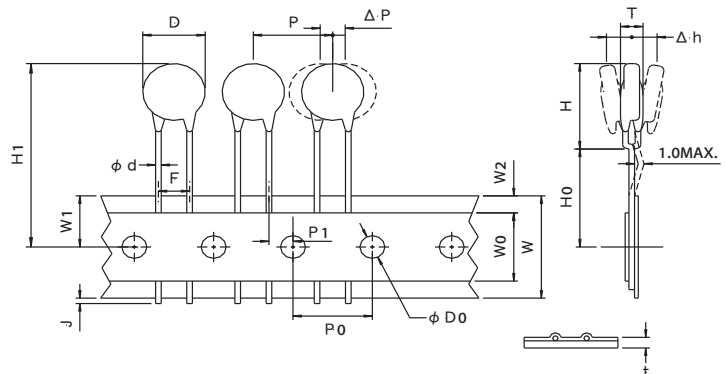 D
P
Δ·P
T
Δ·h
H1
H
φ d
F
1.0MAX.
H0
W1
W2
P1
W0
W
J
P0
φ D0
t